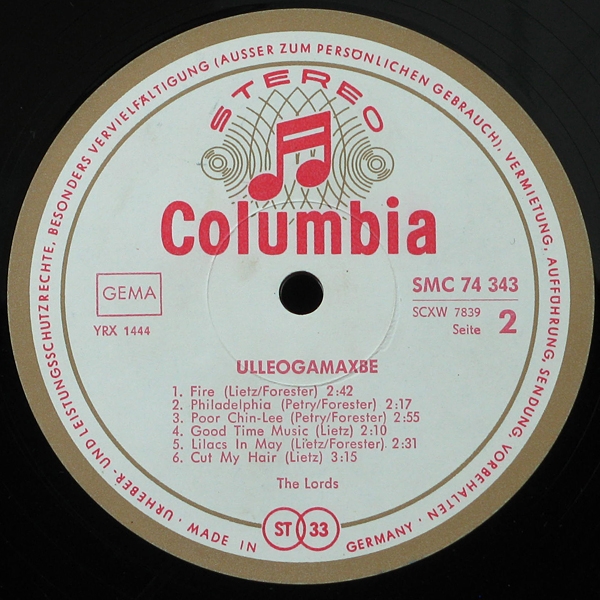 URHEBER- UND LEISTUNGSSCHUTZRECHTE, BESONDERS VERVIELFÄLTIGUNG (AUSSER ZUM PERSÖNLICHEN GEBRAUCH), VERMIETUNG, AUFFÜHRUNG, SENDUNG, VORBEHALTEN
STEREO
Columbia
GEMA
YRX 1444
SMC 74 343
SCXW 7839
Seite 2
ULLEOGAMAXBE
1. Fire (Lietz/Forester) 2:42
2. Philadelphia (Petry/Forester) 2:17
3. Poor Chin-Lee (Petry/Forester) 2:55
4. Good Time Music (Lietz) 2:10
5. Lilacs In May (Lietz/Forester). 2:31
6. Cut My Hair (Lietz) 3:15
The Lords
· MADE IN GERMANY ·
ST 33